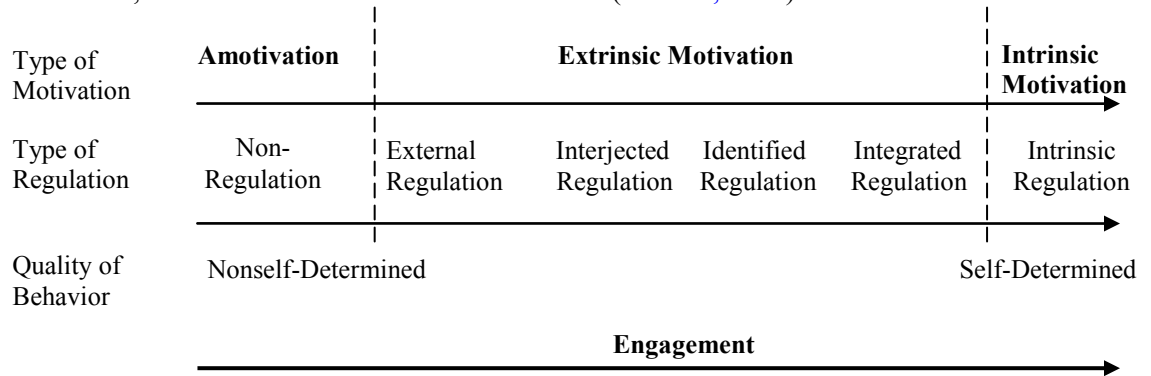 Type of Motivation
Amotivation
Extrinsic Motivation
Intrinsic Motivation
Type of Regulation
Non-Regulation
External Regulation
Interjected Regulation
Identified Regulation
Integrated Regulation
Intrinsic Regulation
Quality of Behavior
Nonself-Determined
Self-Determined
Engagement